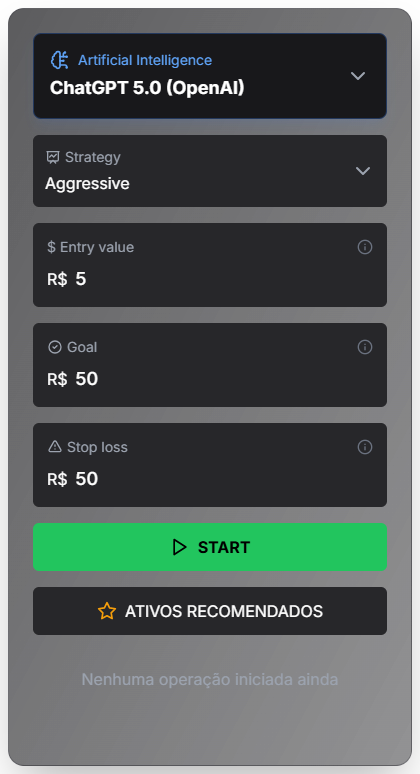 Artificial Intelligence
ChatGPT 5.0 (OpenAI)
Strategy
Aggressive
$ Entry value
R$ 5
Goal
R$ 50
Stop loss
R$ 50
START
ATIVOS RECOMENDADOS
Nenhuma operação iniciada ainda